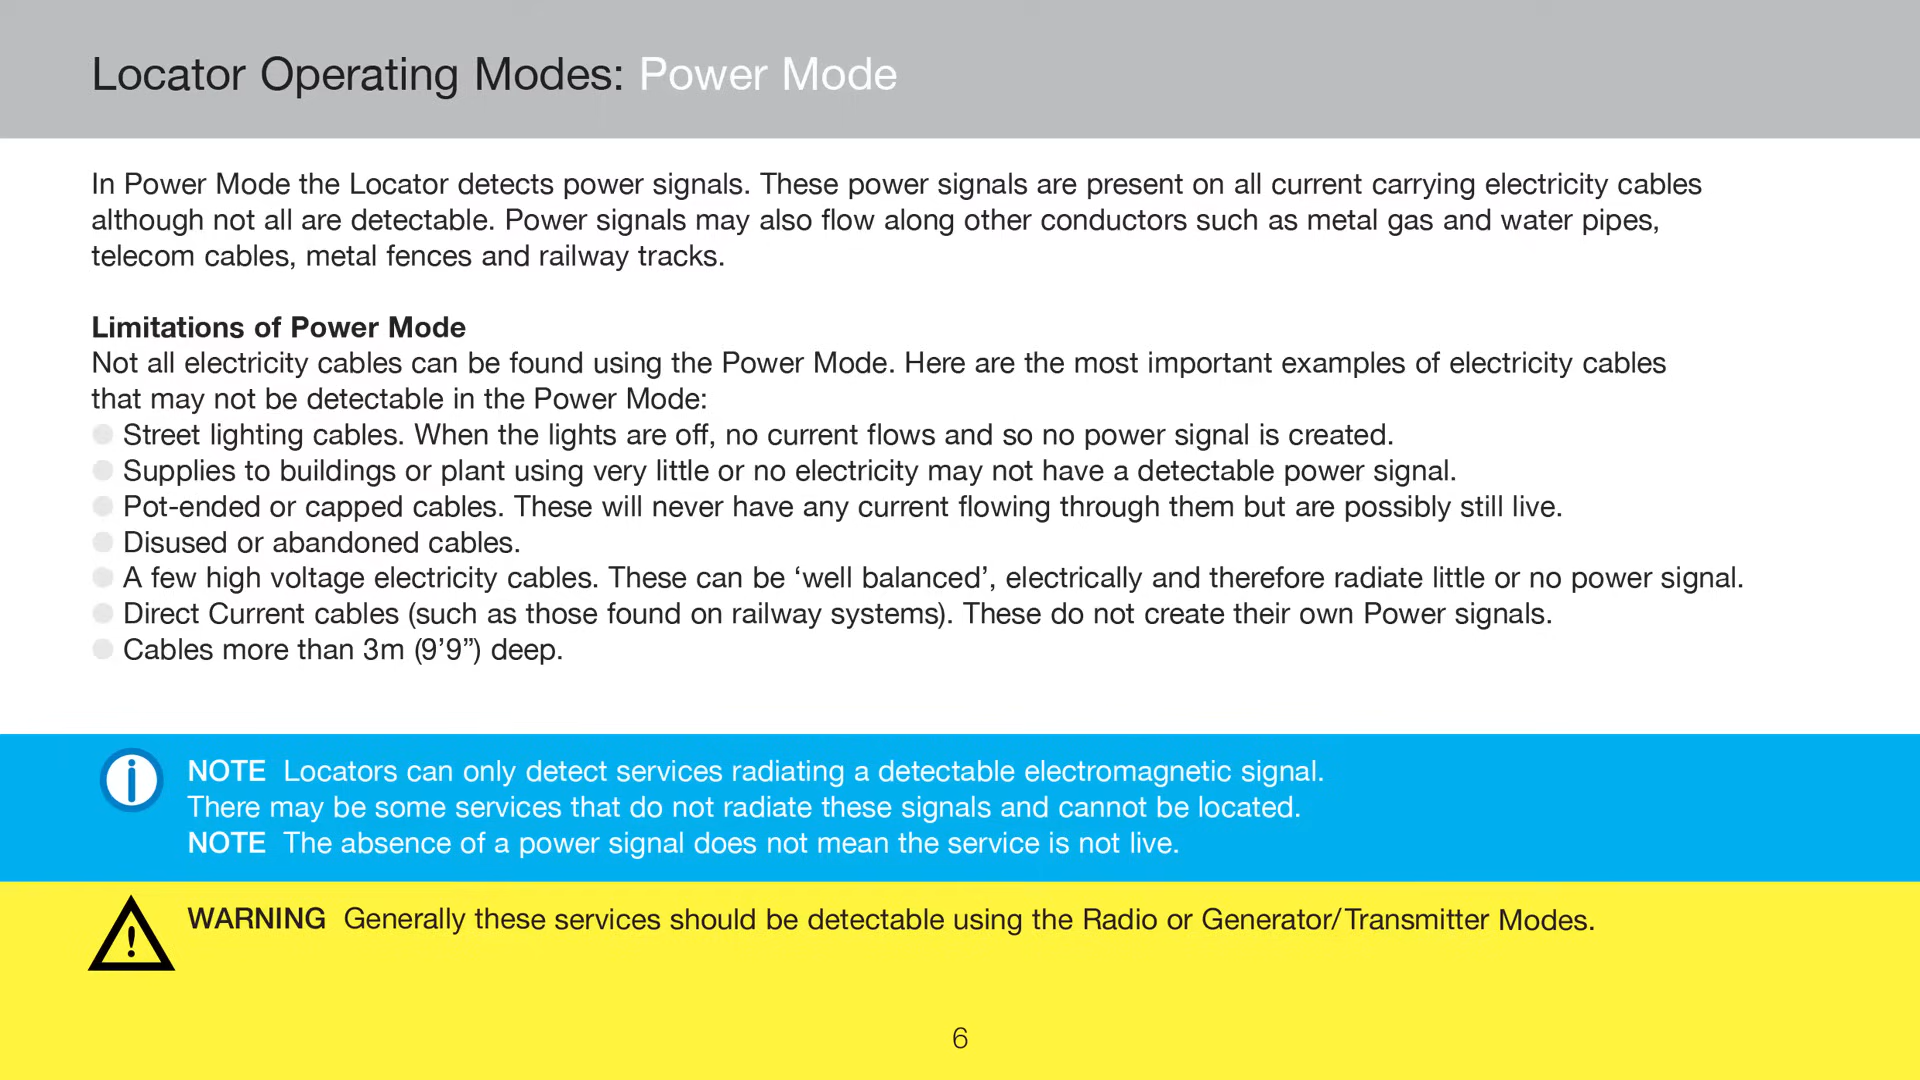 Locator Operating Modes: Power Mode
In Power Mode the Locator detects power signals. These power signals are present on all current carrying electricity cables
although not all are detectable. Power signals may also flow along other conductors such as metal gas and water pipes,
telecom cables, metal fences and railway tracks.
Limitations of Power Mode
Not all electricity cables can be found using the Power Mode. Here are the most important examples of electricity cables
that may not be detectable in the Power Mode:
Street lighting cables. When the lights are off, no current flows and so no power signal is created.
Supplies to buildings or plant using very little or no electricity may not have a detectable power signal.
Pot-ended or capped cables. These will never have any current flowing through them but are possibly still live.
Disused or abandoned cables.
A few high voltage electricity cables. These can be ‘well balanced’, electrically and therefore radiate little or no power signal.
Direct Current cables (such as those found on railway systems). These do not create their own Power signals.
Cables more than 3m (9’9”) deep.
NOTE Locators can only detect services radiating a detectable electromagnetic signal.
There may be some services that do not radiate these signals and cannot be located.
NOTE The absence of a power signal does not mean the service is not live.
WARNING Generally these services should be detectable using the Radio or Generator/Transmitter Modes.
6